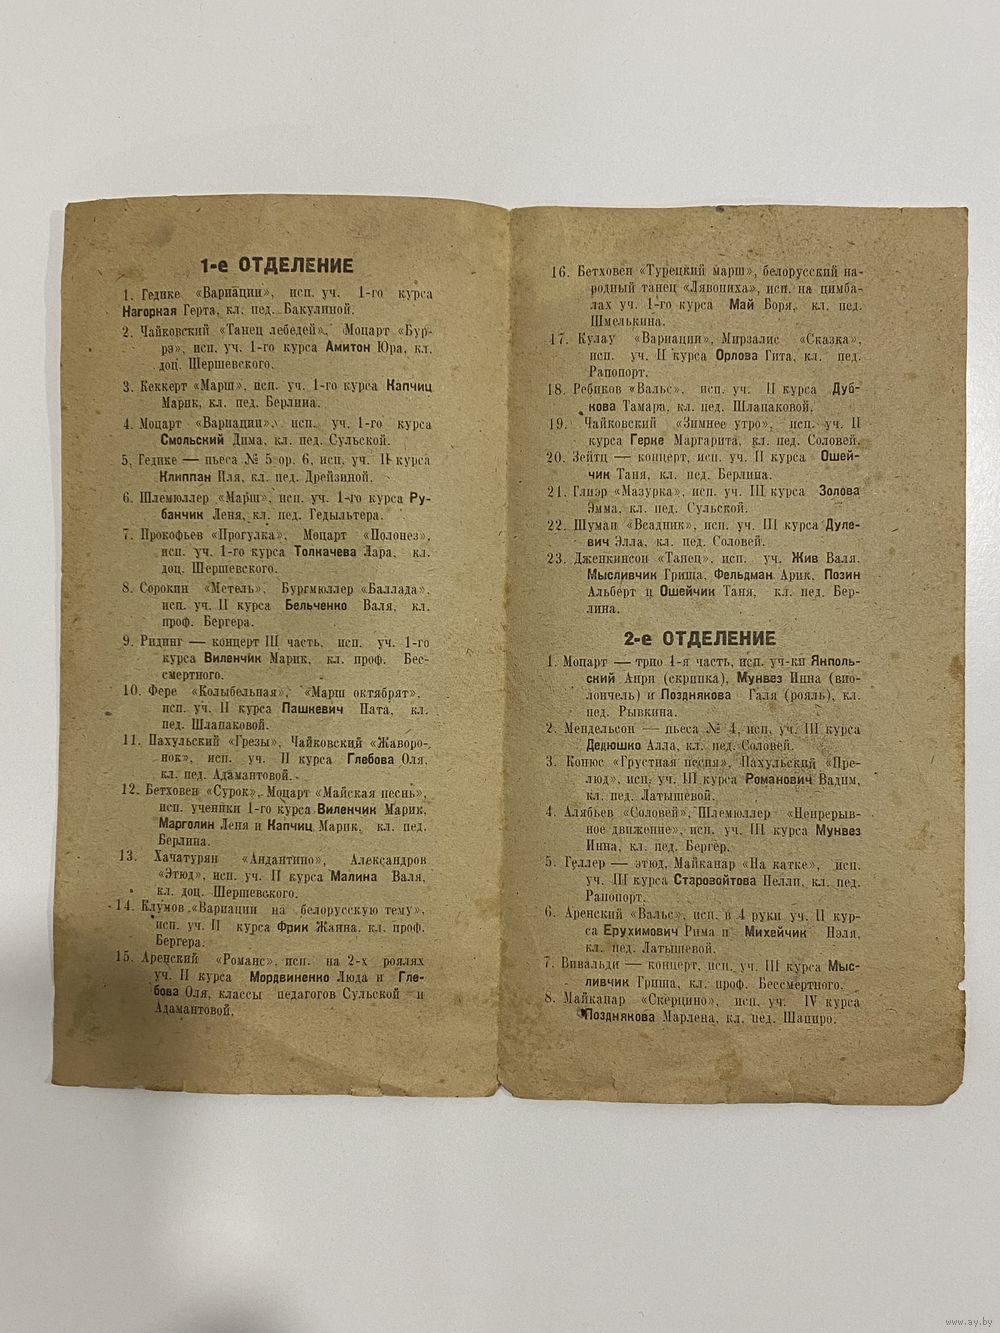 1-е ОТДЕЛЕНИЕ
1. Гедике «Вариации», исп. уч. 1-го курса
Нагоркая Герта, кл. пед. Бакулиной.
2. Чайковский «Танец лебедей», Моцарт «Бур-
рэ», исп. уч. 1-го курса Амитон Юра, кл.
доц. Шершевского.
3. Кеккерт «Марш», исп. уч. 1-го курса Капчиц
Марик, кл. пед. Берлина.
4. Моцарт «Вариации», исп. уч. 1-го курса
Смольский Дима, кл. пед. Сульской.
5. Гедике — пьеса № 5 ор. 6, исп. уч. II курса
Клиппан Иля, кл. пед. Дрейзиной.
6. Шлемюллер «Марш», исп. уч. 1-го курса Ру-
банчик Леня, кл. пед. Гедыльтера.
7. Прокофьев «Прогулка», Моцарт «Полонез»,
исп. уч. 1-го курса Толкачева Лара, кл.
доц. Шершевского.
8. Сорокин «Метель», Бургмюллер «Баллада»,
исп. уч. II курса Бельченко Валя, кл.
проф. Бергера.
9. Ридинг — концерт III часть, исп. уч. 1-го
курса Виленчик Марик, кл. проф. Бес-
смертного.
10. Фере «Колыбельная», «Марш октябрят»,
исп. уч. II курса Пашкевич Ната, кл.
пед. Шлапаковой.
11. Пахульский «Грезы», Чайковский «Жаворо-
нок», исп. уч. II курса Глебова Оля,
кл. пед. Адамантовой.
12. Бетховен «Сурок», Моцарт «Майская песнь»,
исп. ученики 1-го курса Виленчик Марик,
Марголин Леня и Капчиц Марик, кл. пед.
Берлина.
13. Хачатурян «Андантино», Александров
«Этюд», исп. уч. II курса Малина Валя,
кл. доц. Шершевского.
14. Клумов «Вариации на белорусскую тему»,
исп. уч. II курса Фрик Жанна, кл. проф.
Бергера.
15. Аренский «Романс», исп. на 2-х роялях
уч. II курса Мордвиненко Люда и Гле-
бова Оля, классы педагогов Сульской и
Адамантовой,
16. Бетховен «Турецкий марш», белорусский на-
родный танец «Лявониха», исп. на цимба-
лах уч. 1-го курса Май Боря, кл. пед.
Шмелькина.
17. Кулау «Вариации», Мирзалис «Сказка»,
исп. уч. II курса Орлова Гита, кл. пед.
Рапопорт.
18. Ребиков «Вальс», исп. уч. II курса Дуб-
кова Тамара, кл. пед. Шлапаковой.
19. Чайковский «Зимнее утро», исп. уч. II
курса Герке Маргарита, кл. пед. Соловей.
20. Зейтц — концерт, исп. уч. II курса Ошей-
чик Таня, кл. пед. Берлина.
21. Глиэр «Мазурка», исп. уч. III курса Золова
Эмма, кл. пед. Сульской.
22. Шуман «Всадник», исп. уч. III курса Дуле-
вич Элла, кл. пед. Соловей.
23. Дженкинсон «Танец», исп. уч. Жив Валя,
Мысливчик Гриша, Фельдман Арик, Позин
Альберт и Ошейчик Таня, кл. пед. Бер-
лина.
2-е ОТДЕЛЕНИЕ
1. Моцарт — трио 1-я часть, исп. уч-ки Янполь-
ский Анри (скрипка), Мунвез Инна (вио-
лончель) и Позднякова Галя (рояль), кл.
пед. Рывкина.
2. Мендельсон — пьеса № 4, исп. уч. III курса
Дедюшко Алла, кл. пед. Соловей.
3. Конюс «Грустная песня», Пахульский «Пре-
люд», исп. уч. III курса Романович Вадим,
кл. пед. Латышевой.
4. Алябьев «Соловей», Шлемюллер «Непрерыв-
ное движение», исп. уч. III курса Мунвез
Инна, кл. пед. Бергер.
5. Геллер — этюд, Майкапар «На катке», исп.
уч. III курса Старовойтова Нелли, кл. пед.
Рапопорт.
6. Аренский «Вальс», исп. в 4 руки уч. II кур-
са Ерухимович Рима и Михейчик Нэля,
кл. пед. Латышевой.
7. Вивальди — концерт, исп. уч. III курса Мыс-
ливчик Гриша, кл. проф. Бессмертного.
8. Майкапар «Скерцино», исп. уч. IV курса
Позднякова Марлена, кл. пед. Шапиро.
www.ay.by